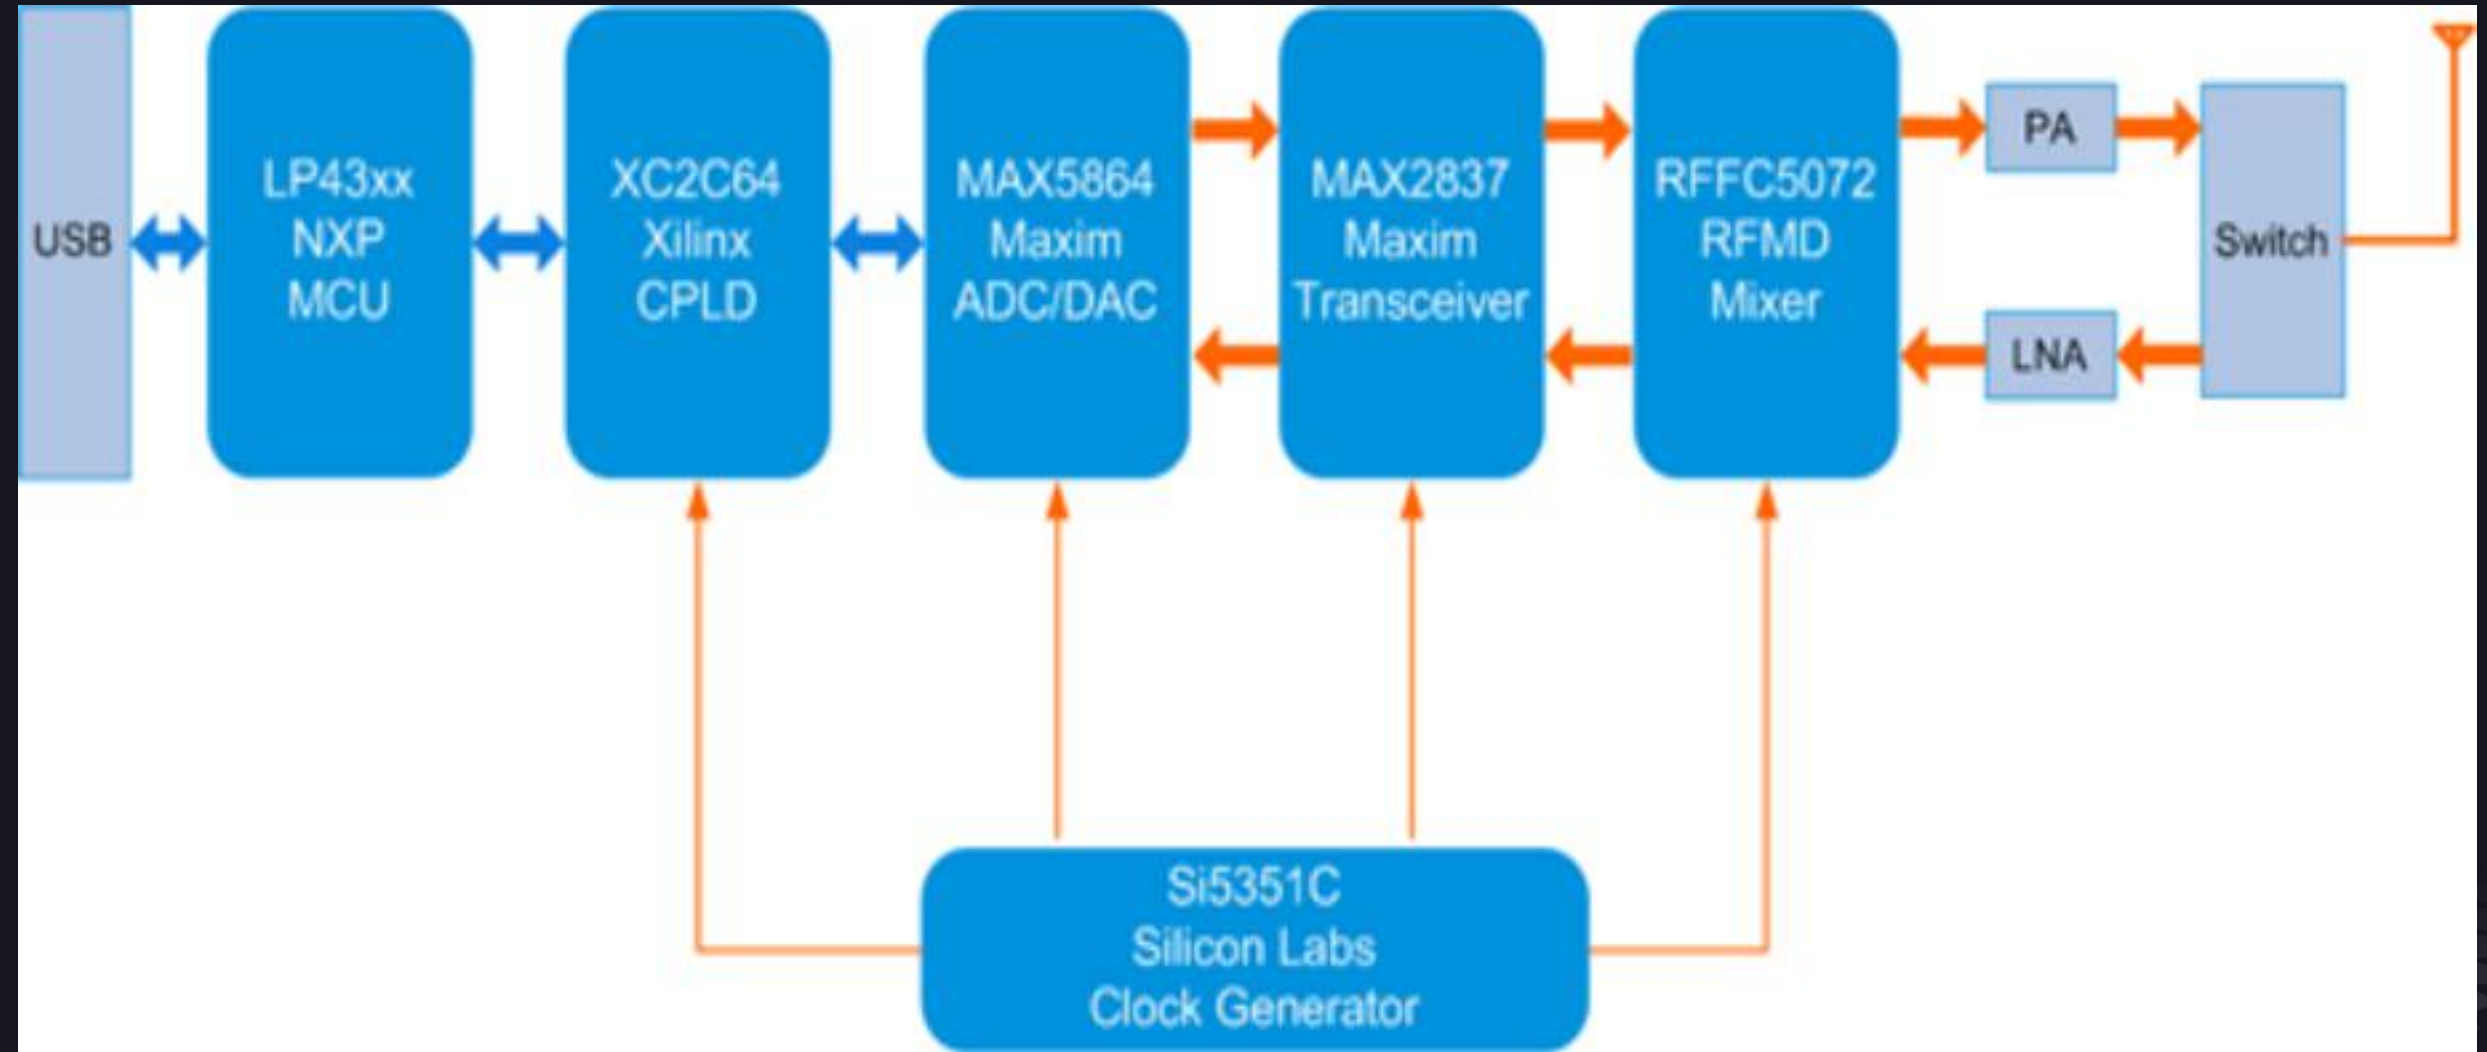 USB
LP43xx
NXP
MCU
XC2C64
Xilinx
CPLD
MAX5864
Maxim
ADC/DAC
MAX2837
Maxim
Transceiver
RFFC5072
RFMD
Mixer
PA
LNA
Switch
Si5351C
Silicon Labs
Clock Generator